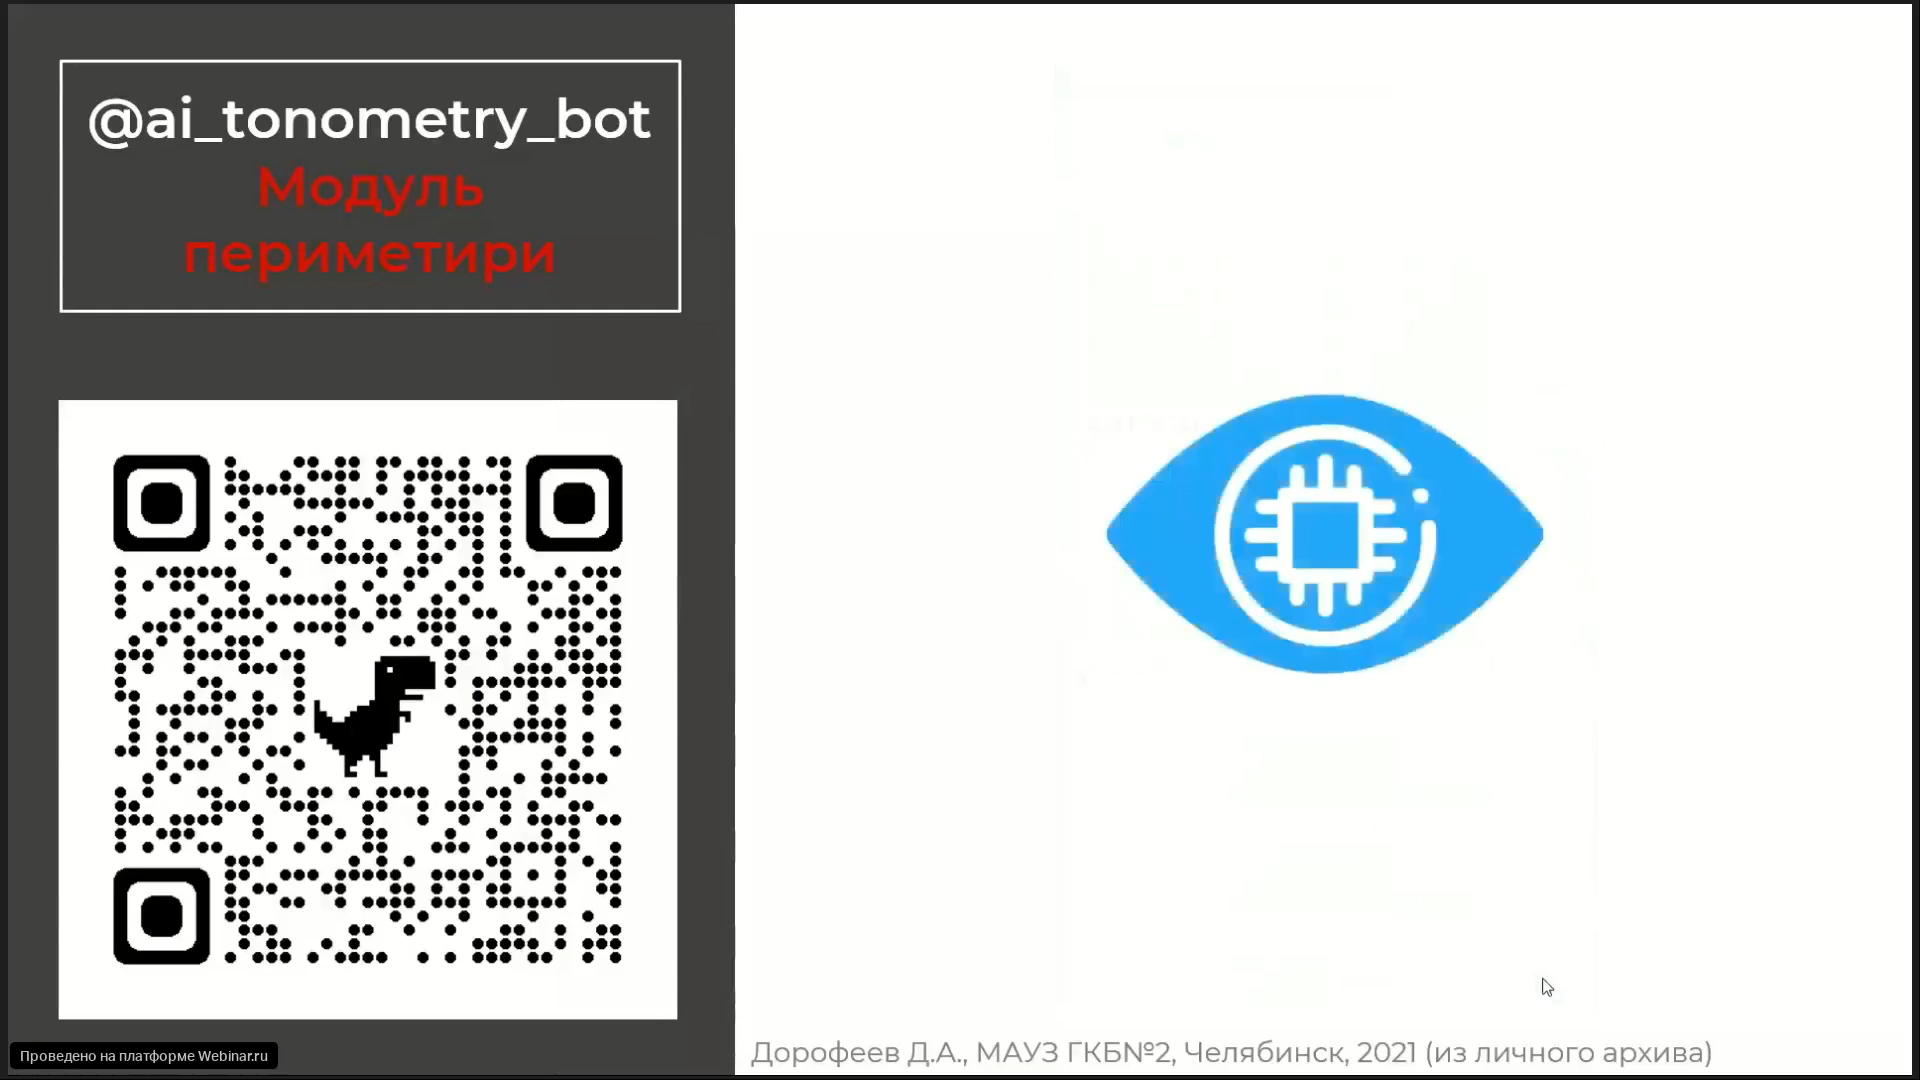 @ai_tonometry_bot
Модуль
периметири
Проведено на платформе Webinar.ru
Дорофеев Д.А., МАУЗ ГКБ№2, Челябинск, 2021 (из личного архива)